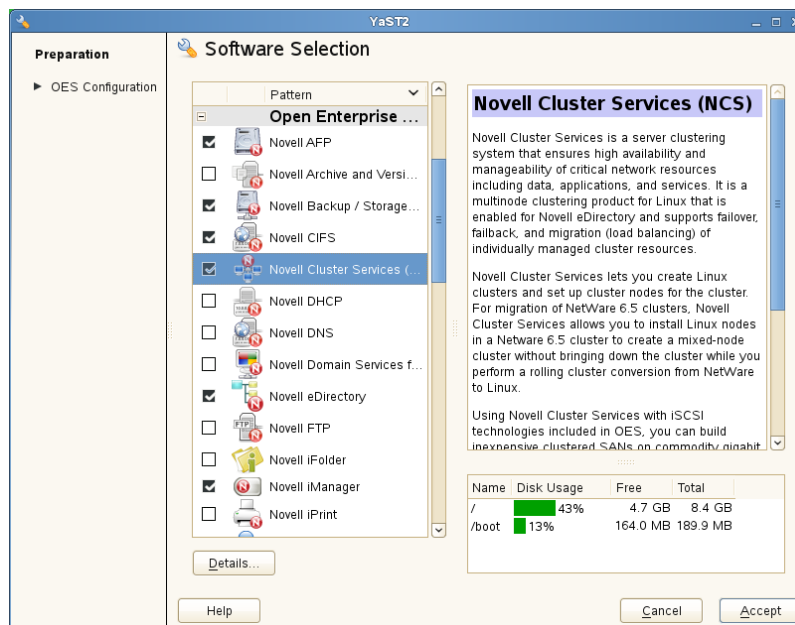 YaST2
Preparation
OES Configuration
Software Selection
Pattern
Open Enterprise ...
Novell AFP
Novell Archive and Versi...
Novell Backup / Storage...
Novell CIFS
Novell Cluster Services (...
Novell DHCP
Novell DNS
Novell Domain Services f...
Novell eDirectory
FTP
Novell FTP
Novell iFolder
Novell iManager
Novell iPrint
Details...
Novell Cluster Services (NCS)
Novell Cluster Services is a server clustering
system that ensures high availability and
manageability of critical network resources
including data, applications, and services. It is a
multinode clustering product for Linux that is
enabled for Novell eDirectory and supports failover,
failback, and migration (load balancing) of
individually managed cluster resources.
Novell Cluster Services lets you create Linux
clusters and set up cluster nodes for the cluster.
For migration of NetWare 6.5 clusters, Novell
Cluster Services allows you to install Linux nodes
in a Netware 6.5 cluster to create a mixed-node
cluster without bringing down the cluster while you
perform a rolling cluster conversion from NetWare
to Linux.
Using Novell Cluster Services with iSCSI
technologies included in OES, you can build
inexpensive clustered SANs on commodity gigabit
Name Disk Usage Free Total
/ 43% 4.7 GB 8.4 GB
/boot 13% 164.0 MB 189.9 MB
Help
Cancel
Accept